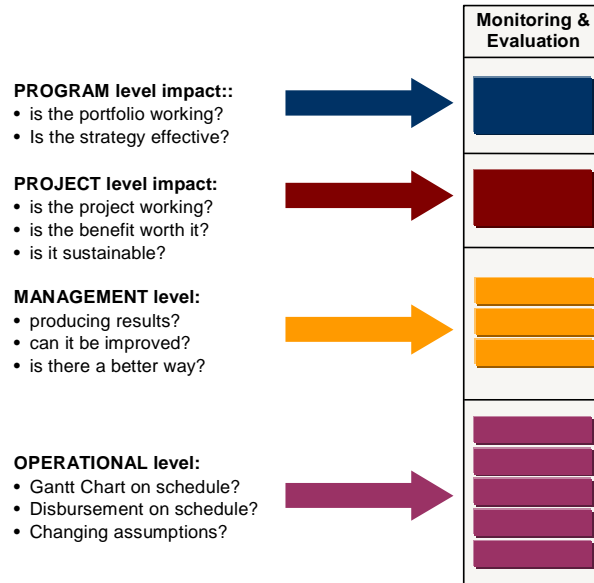 Monitoring &
Evaluation
PROGRAM level impact::
• is the portfolio working?
• Is the strategy effective?
PROJECT level impact:
• is the project working?
• is the benefit worth it?
• is it sustainable?
MANAGEMENT level:
• producing results?
• can it be improved?
• is there a better way?
OPERATIONAL level:
• Gantt Chart on schedule?
• Disbursement on schedule?
• Changing assumptions?